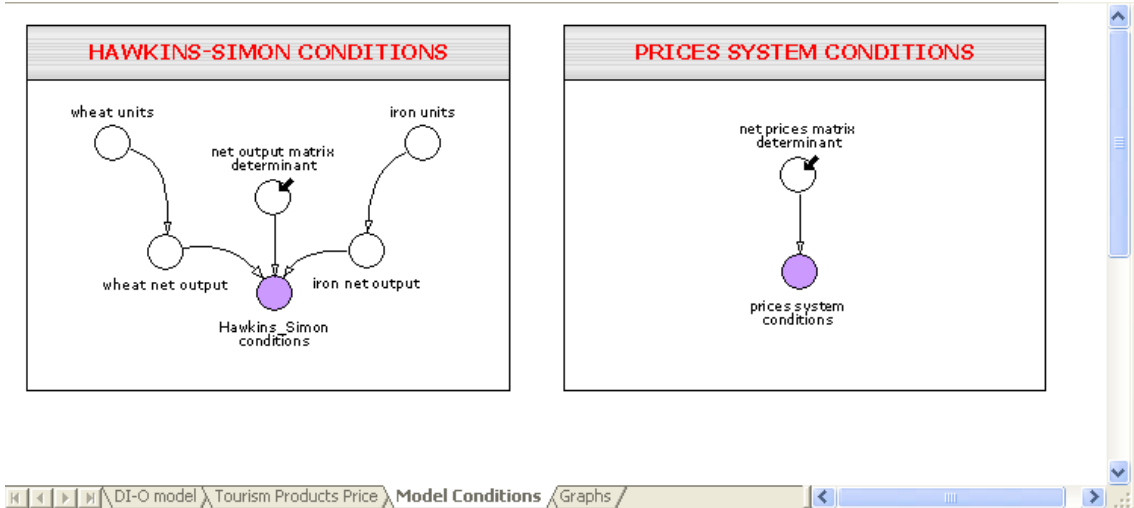 HAWKINS-SIMON CONDITIONS
wheat units
iron units
net output matrix
determinant
wheat net output
iron net output
Hawkins_Simon
conditions
PRICES SYSTEM CONDITIONS
net prices matrix
determinant
prices system
conditions
DI-O model Tourism Products Price Model Conditions Graphs